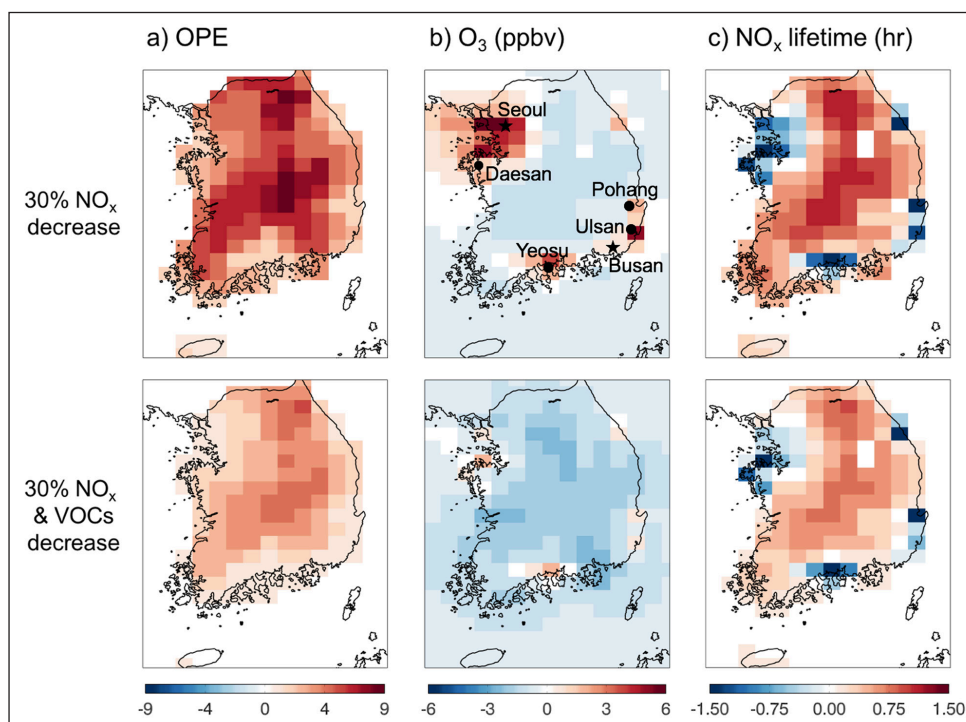 a) OPE
b) O₃ (ppbv)
c) NOₓ lifetime (hr)
30% NOₓ
decrease
Seoul
Daesan
Pohang
Ulsan
Yeosu
Busan
30% NOₓ
& VOCs
decrease
-9 -4 0 4 9
-6 -3 0 3 6
-1.50 -0.75 0.00 0.75 1.50